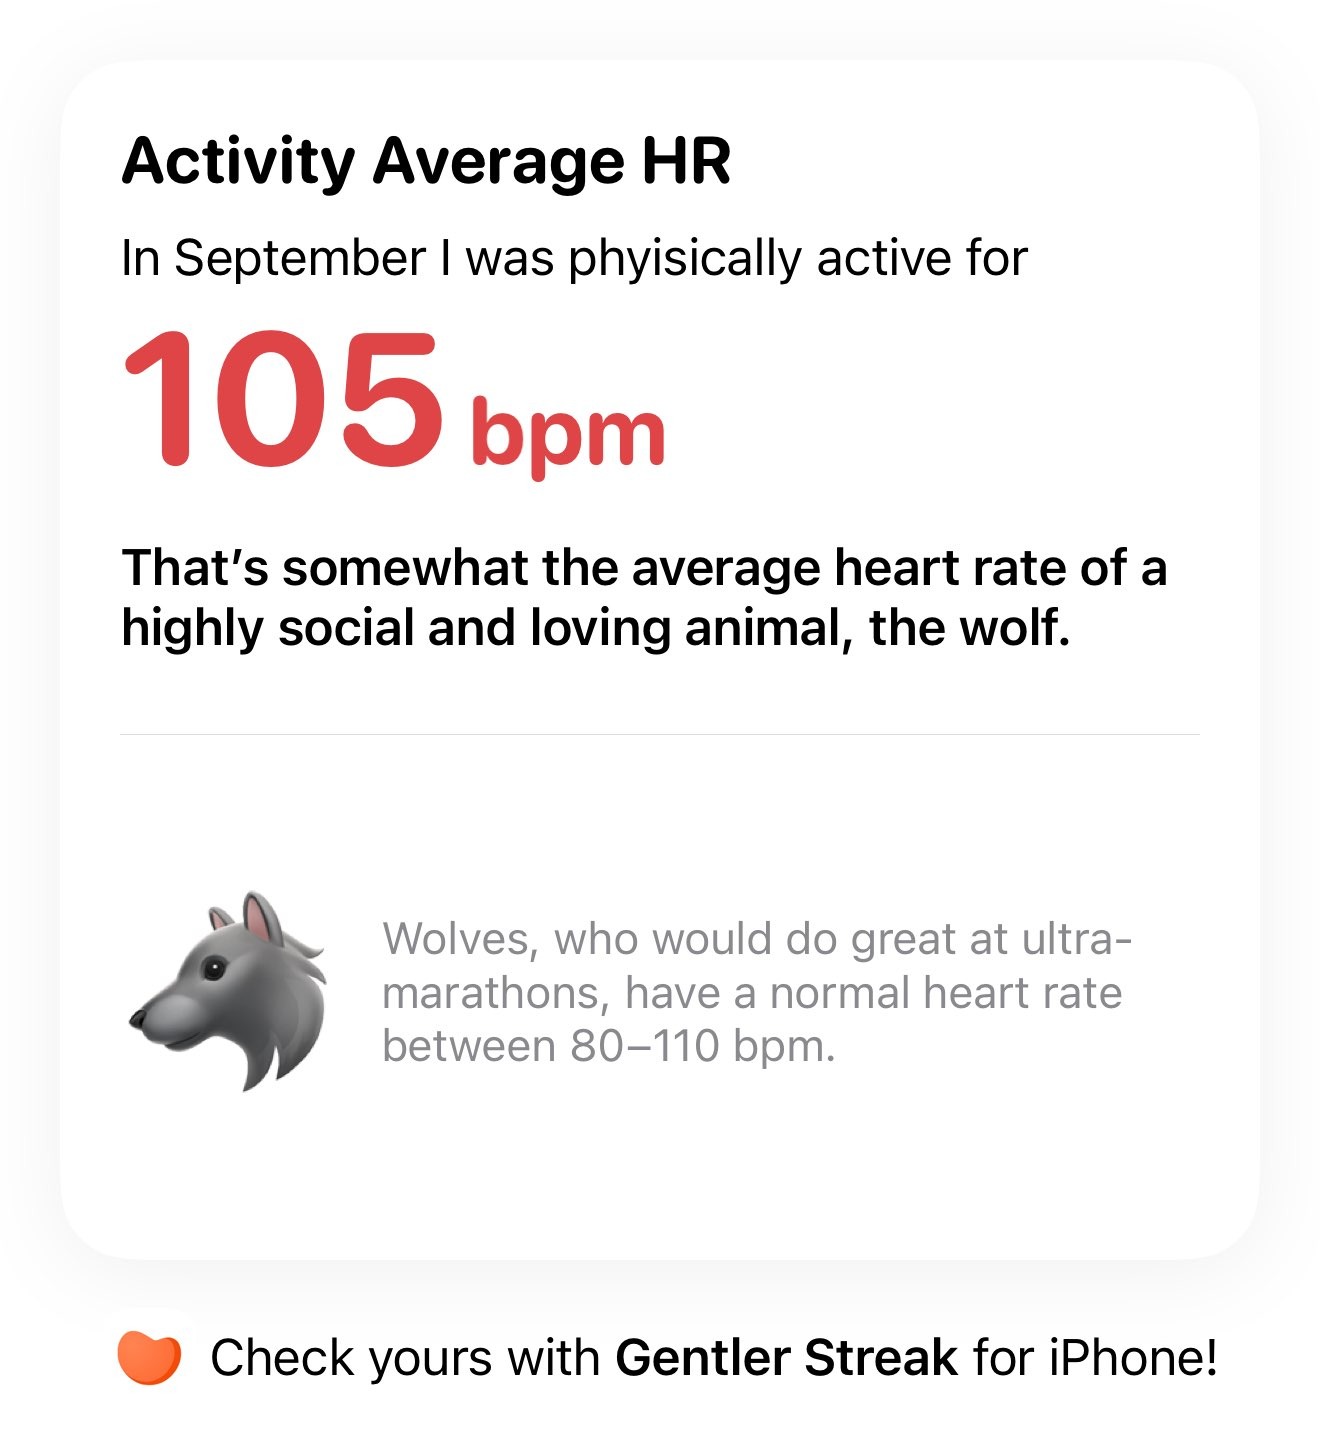 Activity Average HR
In September I was phyisically active for
105 bpm
That’s somewhat the average heart rate of a
highly social and loving animal, the wolf.
Wolves, who would do great at ultra-
marathons, have a normal heart rate
between 80–110 bpm.
Check yours with Gentler Streak for iPhone!